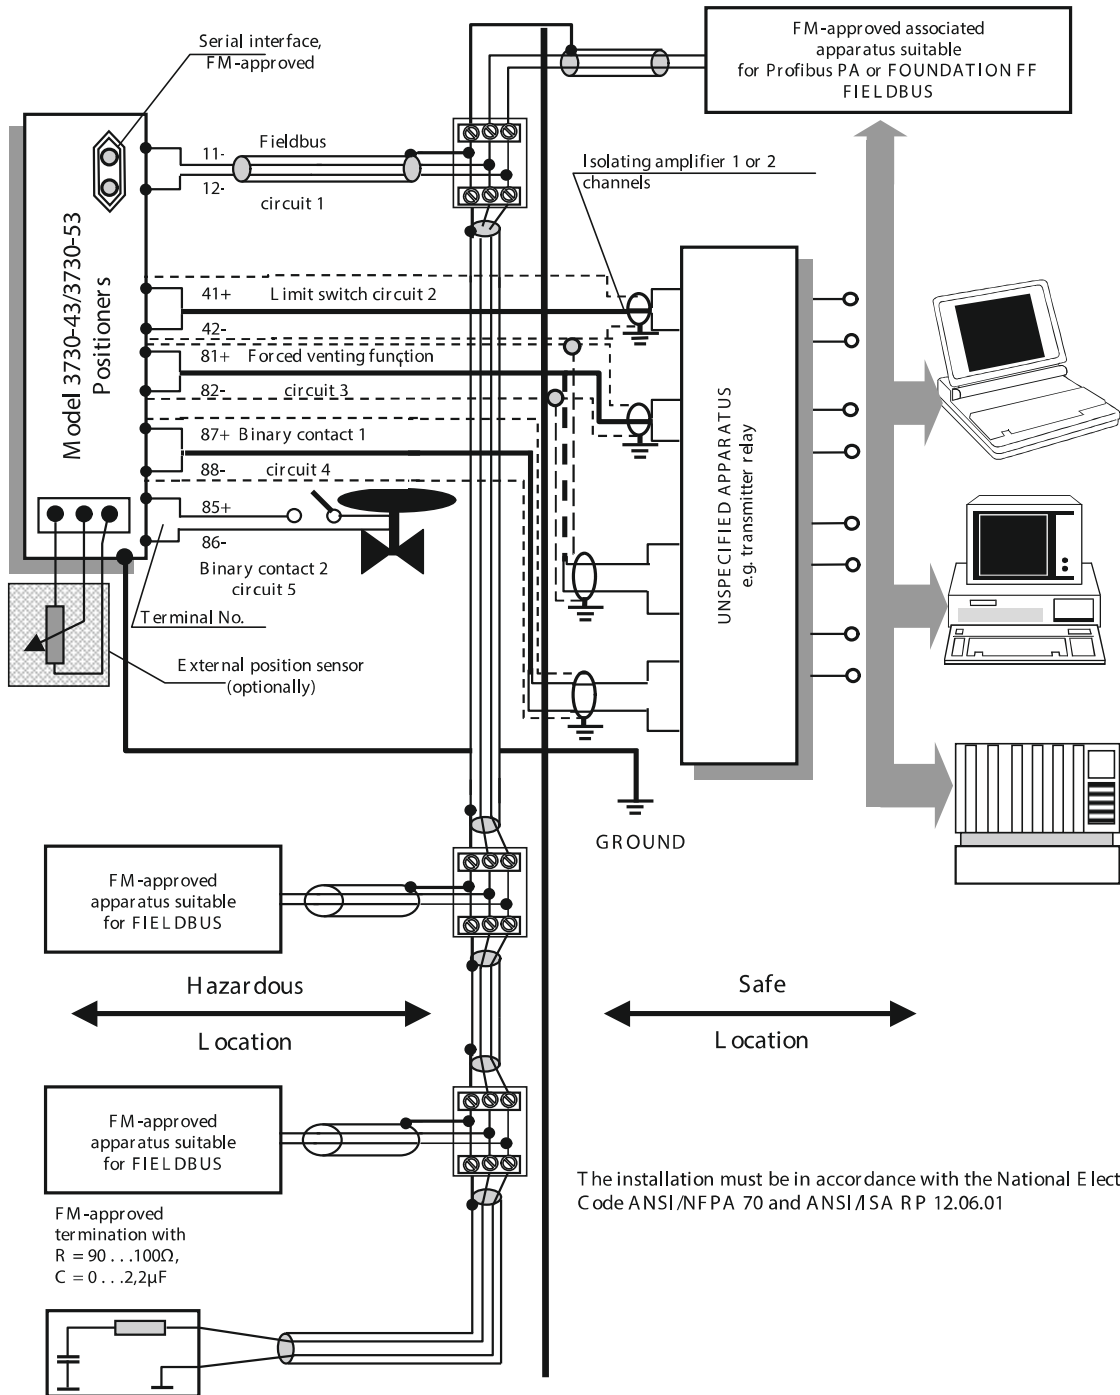 FM-approved associated
apparatus suitable
for Profibus PA or FOUNDATION FF
FIELDBUS
Serial interface,
FM-approved
Model 3730-43/3730-53
Positioners
11-
Fieldbus
12-
circuit 1
Isolating amplifier 1 or 2
channels
41+ Limit switch circuit 2
42-
81+ Forced venting function
82- circuit 3
87+ Binary contact 1
88- circuit 4
85+
86-
Binary contact 2
circuit 5
Terminal No.
External position sensor
(optionally)
UNSPECIFIED APPARATUS
e.g. transmitter relay
GROUND
FM-approved
apparatus suitable
for FIELDBUS
Hazardous
Location
Safe
Location
FM-approved
apparatus suitable
for FIELDBUS
The installation must be in accordance with the National Elect
Code ANSI/NFPA 70 and ANSI/ISA RP 12.06.01
FM-approved
termination with
R = 90 . . .100Ω,
C = 0 . . .2,2µF